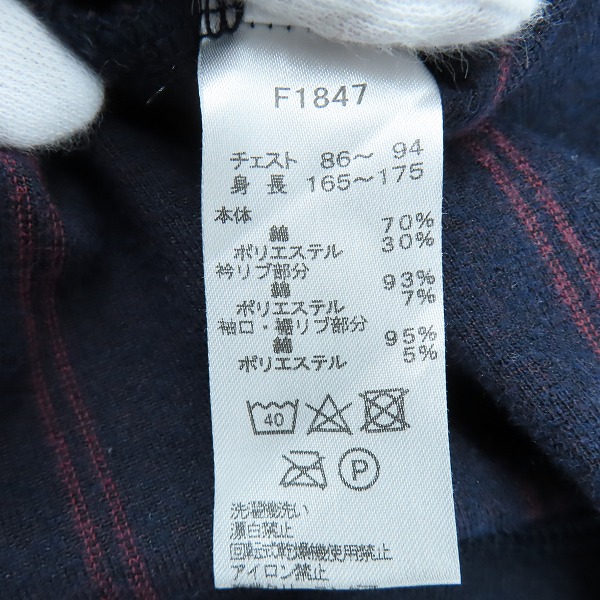 F1847
チェスト 86～ 94
身 長 165～175
本体
綿 70%
ポリエステル 30%
衿リブ部分
綿 93%
ポリエステル 7%
袖口・裾リブ部分
綿 95%
ポリエステル 5%
40
P
洗濯機洗い
漂白禁止
回転式乾燥機使用禁止
アイロン禁止